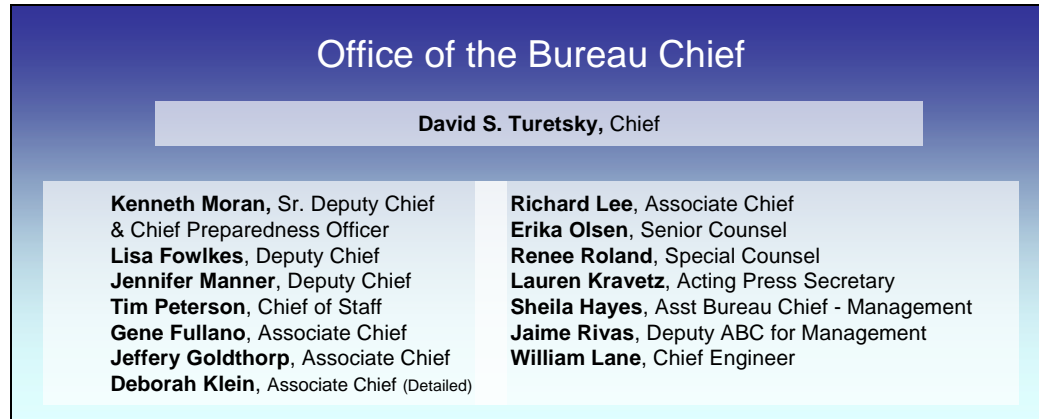 Office of the Bureau Chief
David S. Turetsky, Chief
Kenneth Moran, Sr. Deputy Chief
& Chief Preparedness Officer
Lisa Fowlkes, Deputy Chief
Jennifer Manner, Deputy Chief
Tim Peterson, Chief of Staff
Gene Fullano, Associate Chief
Jeffery Goldthorp, Associate Chief
Deborah Klein, Associate Chief (Detailed)
Richard Lee, Associate Chief
Erika Olsen, Senior Counsel
Renee Roland, Special Counsel
Lauren Kravetz, Acting Press Secretary
Sheila Hayes, Asst Bureau Chief - Management
Jaime Rivas, Deputy ABC for Management
William Lane, Chief Engineer